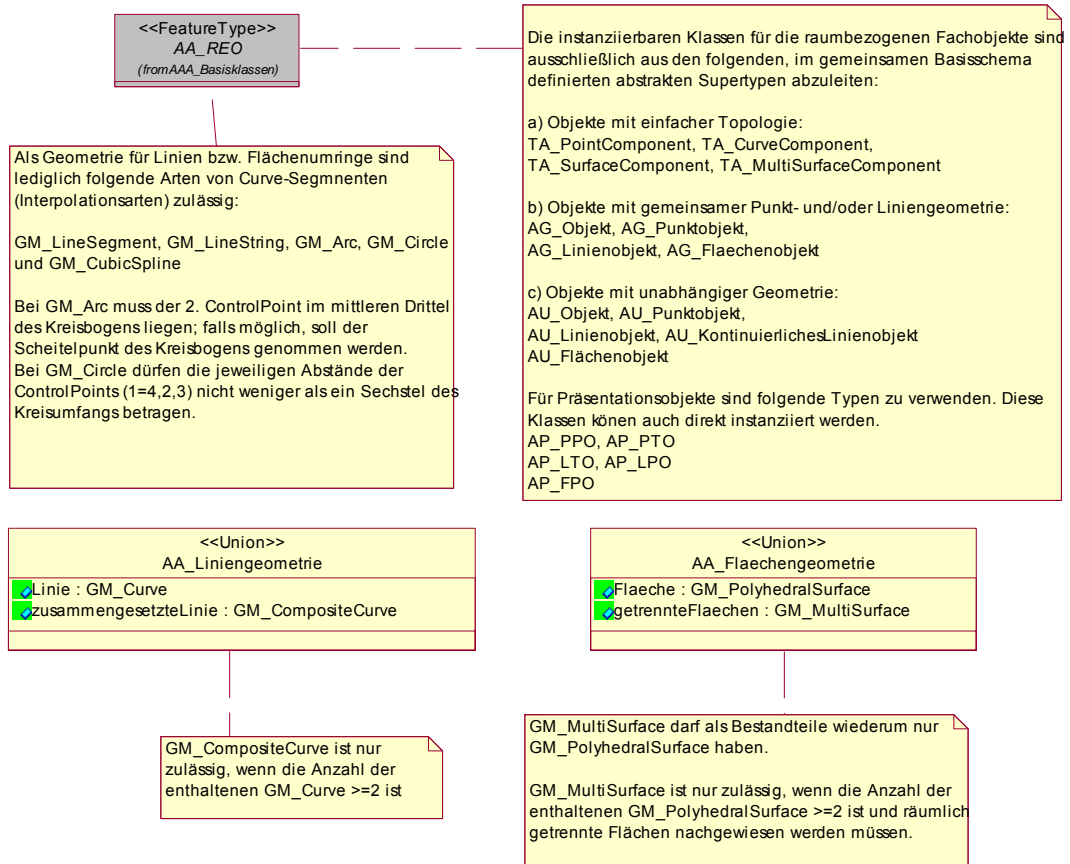 <<FeatureType>>
AA_REO
(from AAA_Basisklassen)
Die instanziierbaren Klassen für die raumbezogenen Fachobjekte sind
ausschließlich aus den folgenden, im gemeinsamen Basisschema
definierten abstrakten Supertypen abzuleiten:
a) Objekte mit einfacher Topologie:
TA_PointComponent, TA_CurveComponent,
TA_SurfaceComponent, TA_MultiSurfaceComponent
b) Objekte mit gemeinsamer Punkt- und/oder Liniengeometrie:
AG_Objekt, AG_Punktobjekt,
AG_Linienobjekt, AG_Flaechenobjekt
c) Objekte mit unabhängiger Geometrie:
AU_Objekt, AU_Punktobjekt,
AU_Linienobjekt, AU_KontinuierlichesLinienobjekt
AU_Flächenobjekt
Für Präsentationsobjekte sind folgende Typen zu verwenden. Diese
Klassen könen auch direkt instanziiert werden.
AP_PPO, AP_PTO
AP_LTO, AP_LPO
AP_FPO
Als Geometrie für Linien bzw. Flächenumringe sind
lediglich folgende Arten von Curve-Segmnenten
(Interpolationsarten) zulässig:
GM_LineSegment, GM_LineString, GM_Arc, GM_Circle
und GM_CubicSpline
Bei GM_Arc muss der 2. ControlPoint im mittleren Drittel
des Kreisbogens liegen; falls möglich, soll der
Scheitelpunkt des Kreisbogens genommen werden.
Bei GM_Circle dürfen die jeweiligen Abstände der
ControlPoints (1=4,2,3) nicht weniger als ein Sechstel des
Kreisumfangs betragen.
<<Union>>
AA_Liniengeometrie
Linie : GM_Curve
zusammengesetzteLinie : GM_CompositeCurve
<<Union>>
AA_Flaechengeometrie
Flaeche : GM_PolyhedralSurface
getrennteFlaechen : GM_MultiSurface
GM_CompositeCurve ist nur
zulässig, wenn die Anzahl der
enthaltenen GM_Curve >=2 ist
GM_MultiSurface darf als Bestandteile wiederum nur
GM_PolyhedralSurface haben.
GM_MultiSurface ist nur zulässig, wenn die Anzahl der
enthaltenen GM_PolyhedralSurface >=2 ist und räumlich
getrennte Flächen nachgewiesen werden müssen.